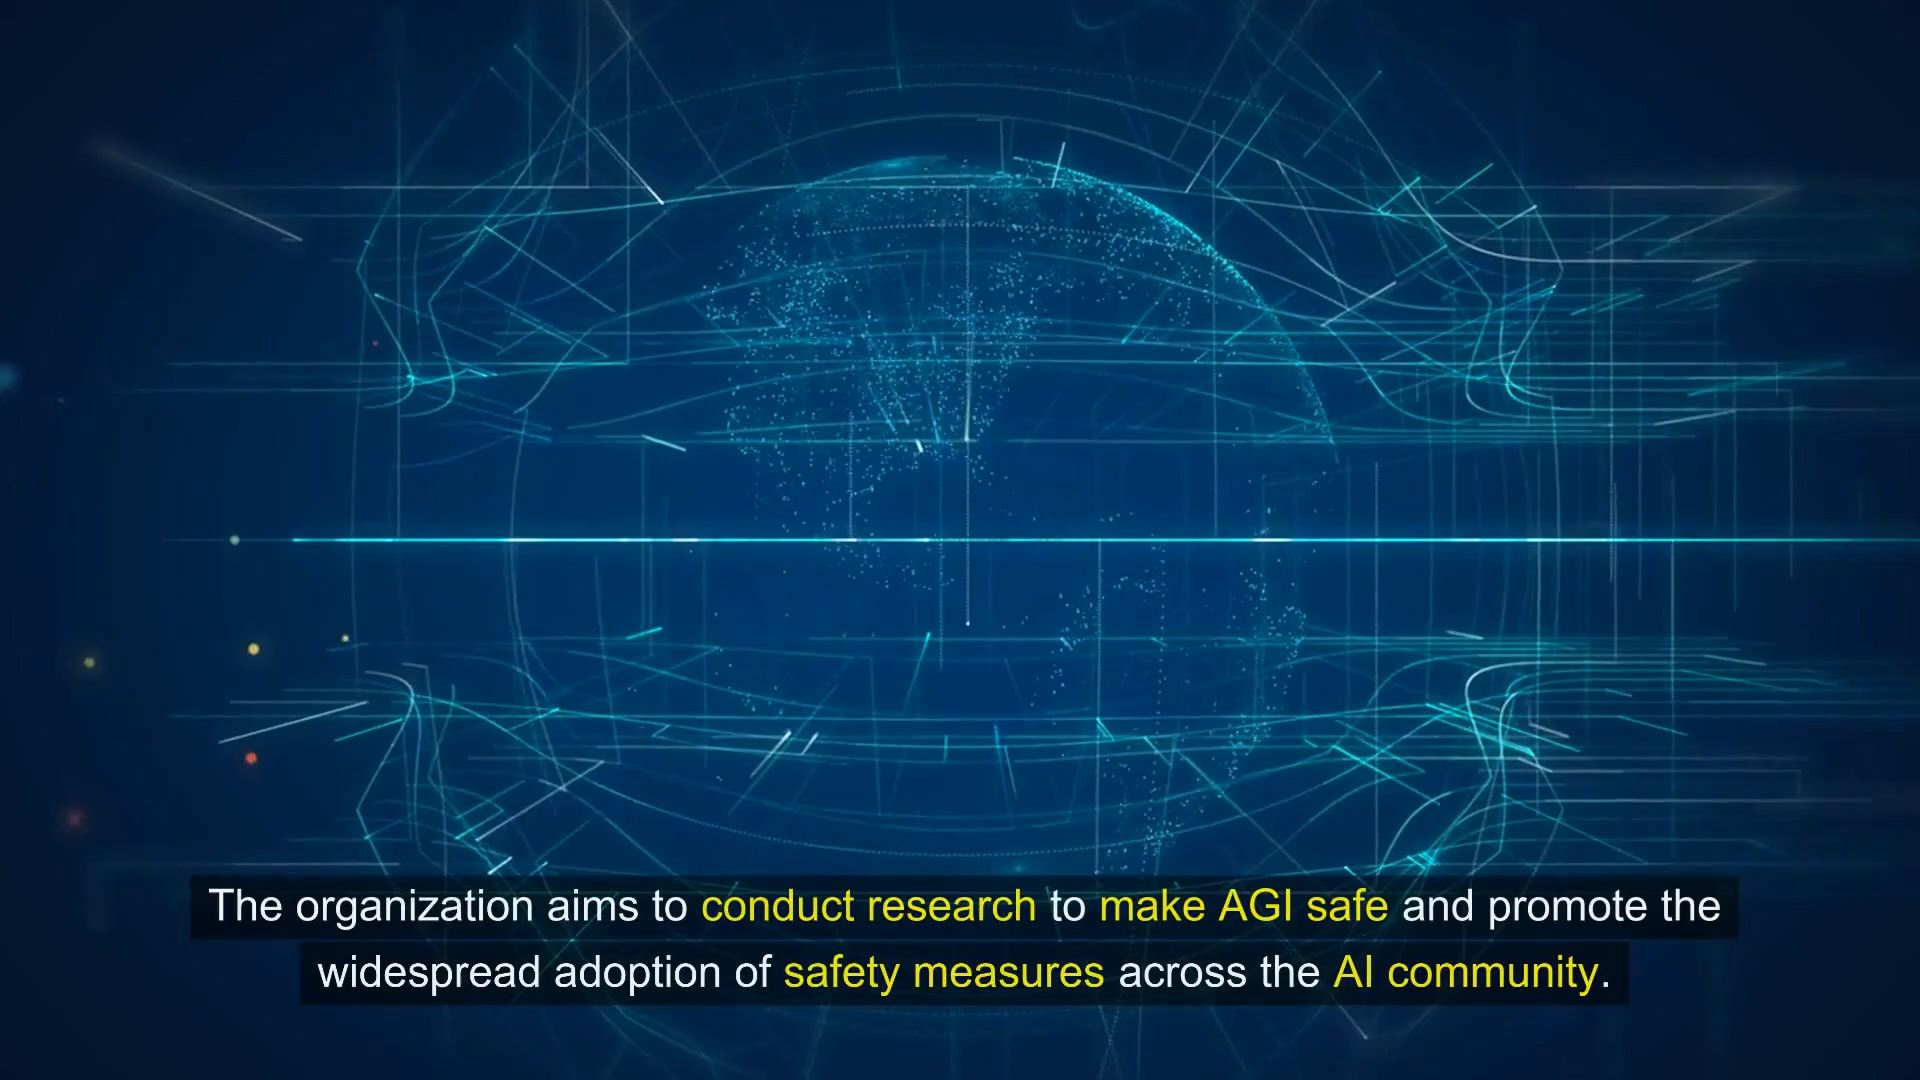 The organization aims to conduct research to make AGI safe and promote the
widespread adoption of safety measures across the AI community.